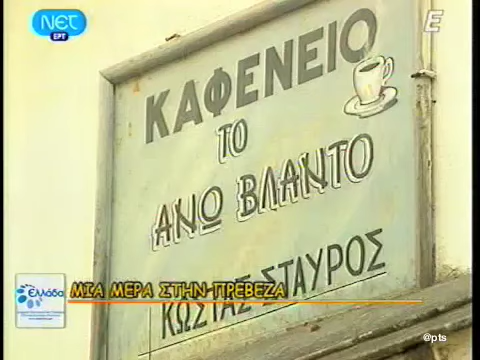 NET
ΕΡΤ
E
ΚΑΦΕΝΕΙΟ
ΤΟ
ΑΝΩ ΒΛΑΝΤΟ
ΚΩΣΤΑΣ ΣΤΑΥΡΟΣ
Ελλάδα
ΜΙΑ ΜΕΡΑ ΣΤΗΝ ΠΡΕΒΕΖΑ
@pts